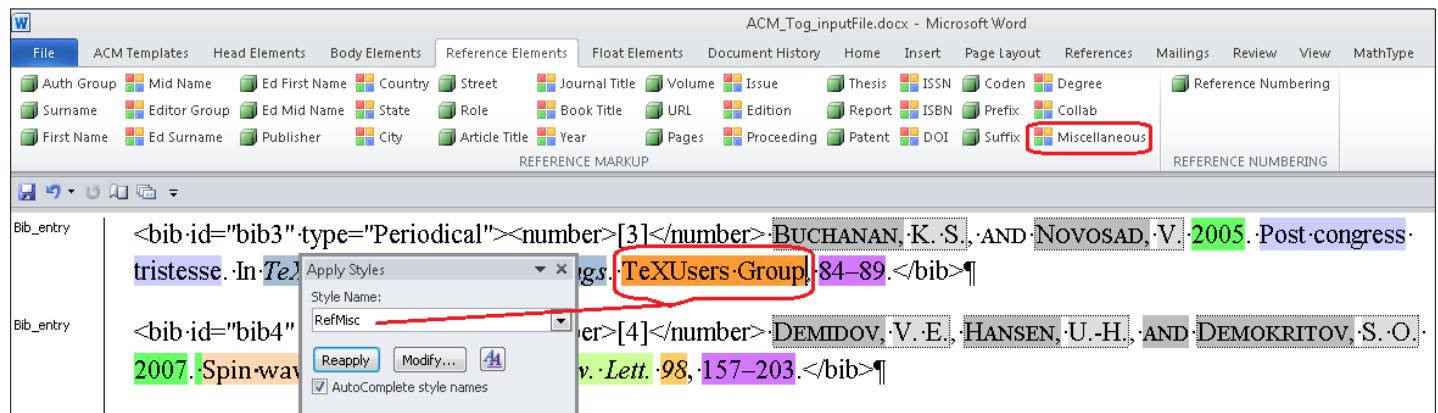 ACM_Tog_inputFile.docx - Microsoft Word
File ACM Templates Head Elements Body Elements Reference Elements Float Elements Document History Home Insert Page Layout References Mailings Review View MathType
Auth Group Mid Name Ed First Name Country Street Journal Title Volume Issue Thesis ISSN Coden Degree Reference Numbering
Surname Editor Group Ed Mid Name State Role Book Title URL Edition Report ISBN Prefix Collab
First Name Ed Surname Publisher City Article Title Year Pages Proceeding Patent DOI Suffix Miscellaneous
REFERENCE MARKUP REFERENCE NUMBERING
Bib_entry <bib·id="bib3"·type="Periodical"><number>[3]</number>·BUCHANAN,·K.·S.,·AND·NOVOSAD,·V.·2005.·Post·congress·
tristesse.·In·TeX gs.·TeXUsers·Group,·84–89.</bib>¶
Apply Styles
Style Name:
RefMisc
Bib_entry <bib·id="bib4" er>[4]</number>·DEMIDOV,·V.·E.,·HANSEN,·U.-H.,·AND·DEMOKRITOV,·S.·O.·
Reapply Modify...
2007.·Spin·wav v.·Lett.·98,·157–203.</bib>¶
AutoComplete style names